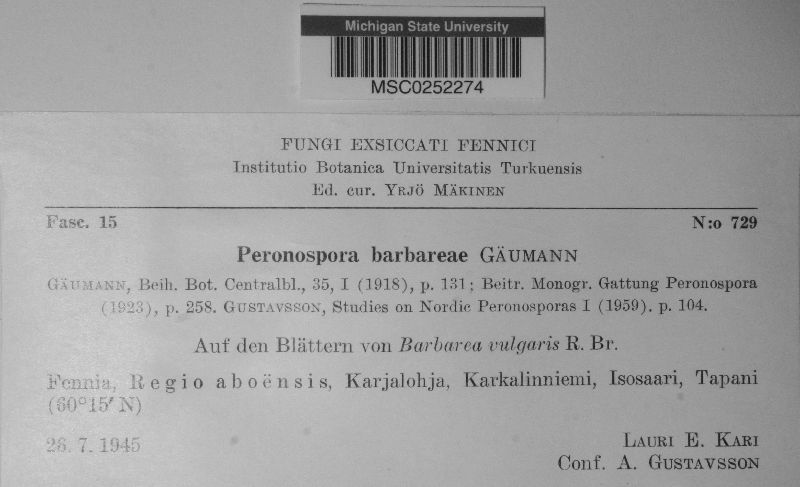 Michigan State University
MSC0252274
FUNGI EXSICCATI FENNICI
Institutio Botanica Universitatis Turkuensis
Ed. cur. YRJÖ MÄKINEN
Fasc. 15 N:o 729
Peronospora barbareae GÄUMANN
GÄUMANN, Beih. Bot. Centralbl., 35, I (1918), p. 131; Beitr. Monogr. Gattung Peronospora
(1923), p. 258. GUSTAVSSON, Studies on Nordic Peronosporas I (1959). p. 104.
Auf den Blättern von Barbarea vulgaris R. Br.
Fennia, Regio aboënsis, Karjalohja, Karkalinniemi, Isosaari, Tapani
(60°15′ N)
26. 7. 1945 LAURI E. KARI
Conf. A. GUSTAVSSON